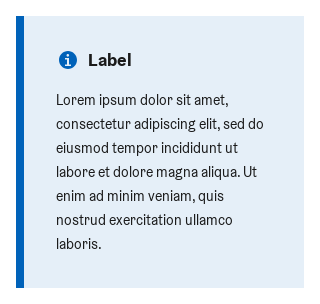 Label
Lorem ipsum dolor sit amet,
consectetur adipiscing elit, sed do
eiusmod tempor incididunt ut
labore et dolore magna aliqua. Ut
enim ad minim veniam, quis
nostrud exercitation ullamco
laboris.